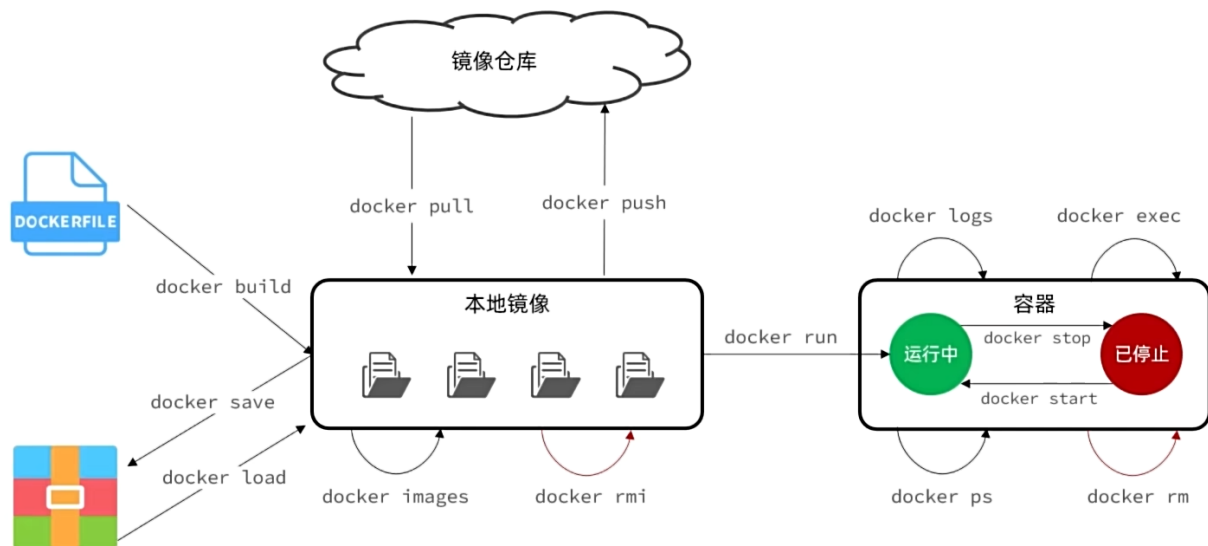 镜像仓库
docker pull
docker push
DOCKERFILE
docker logs
docker exec
docker build
本地镜像
容器
docker run
运行中
docker stop
已停止
docker start
docker save
docker load
docker images
docker rmi
docker ps
docker rm